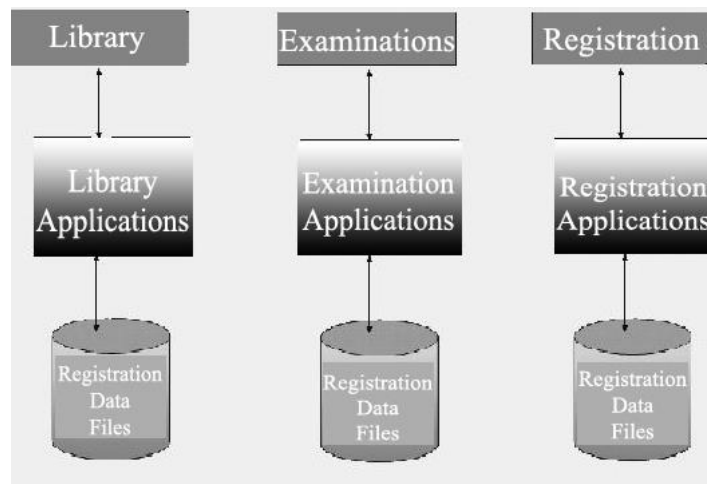 Library
Examinations
Registration
Library
Applications
Examination
Applications
Registration
Applications
Registration
Data
Files
Registration
Data
Files
Registration
Data
Files